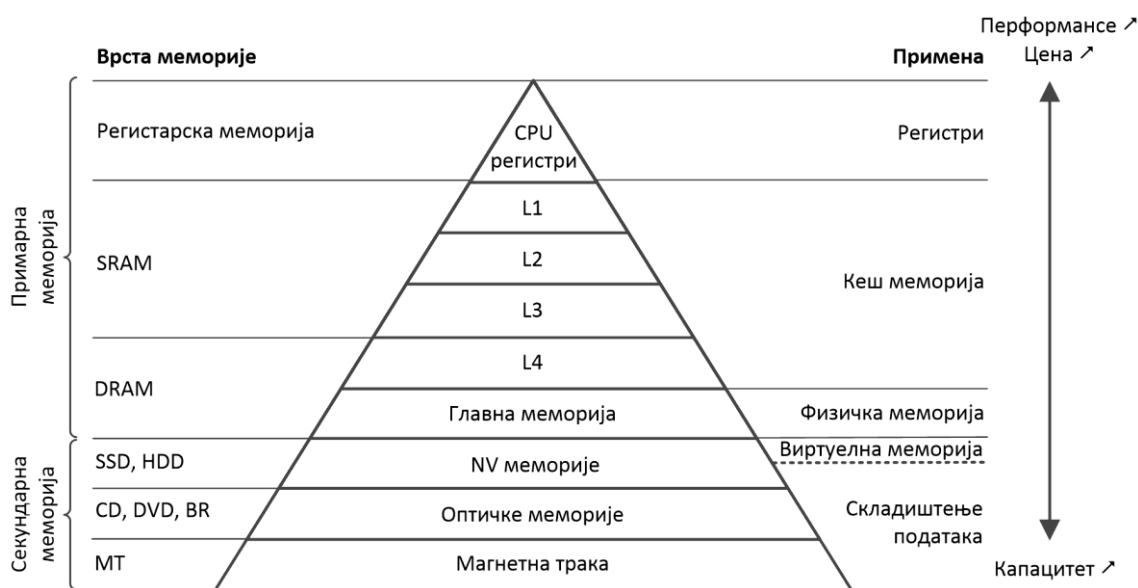 Перформансе ↗
Врста меморије
Примена
Цена ↗
Регистарска меморија
CPU
регистри
Регистри
Примарна
меморија
L1
SRAM
L2
Кеш меморија
L3
DRAM
L4
Главна меморија
Физичка меморија
Секундарна
меморија
SSD, HDD
NV меморије
Виртуелна меморија
CD, DVD, BR
Оптичке меморије
Складиштење
података
MT
Магнетна трака
Капацитет ↗